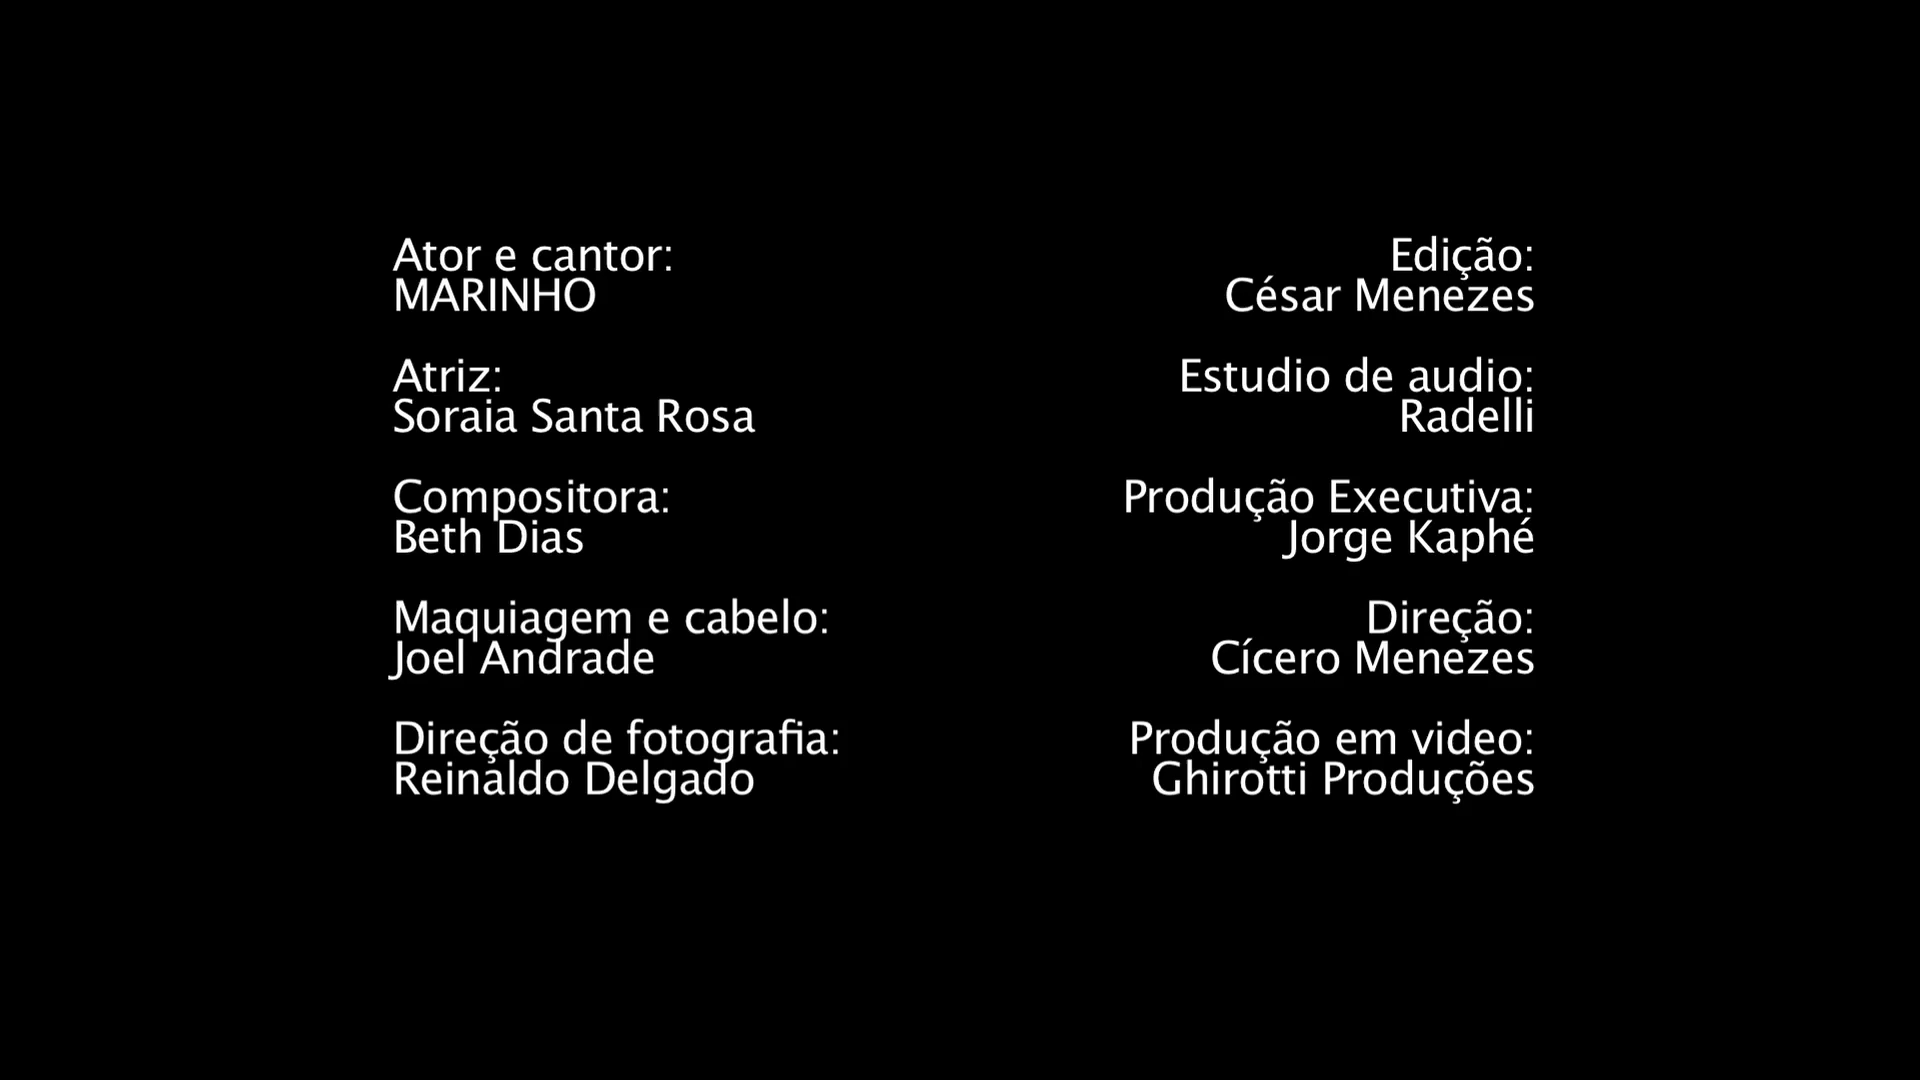 Ator e cantor:
MARINHO
Atriz:
Soraia Santa Rosa
Compositora:
Beth Dias
Maquiagem e cabelo:
Joel Andrade
Direção de fotografia:
Reinaldo Delgado
Edição:
César Menezes
Estudio de audio:
Radelli
Produção Executiva:
Jorge Kaphé
Direção:
Cícero Menezes
Produção em video:
Ghirotti Produções